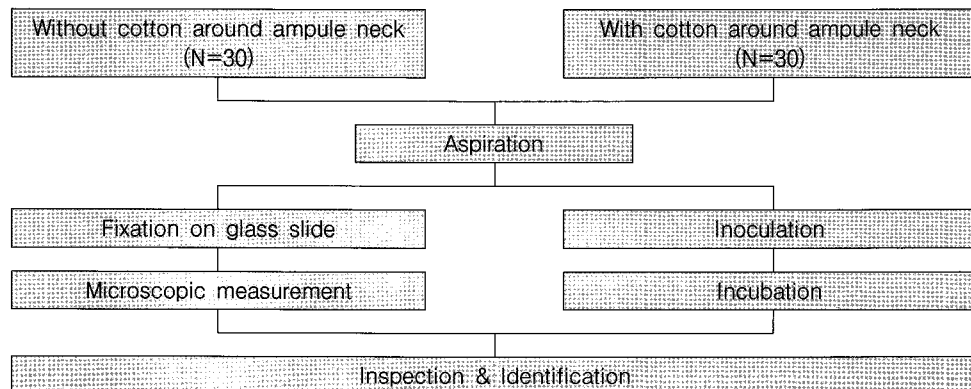 Without cotton around ampule neck
(N=30)
With cotton around ampule neck
(N=30)
Aspiration
Fixation on glass slide
Inoculation
Microscopic measurement
Incubation
Inspection & Identification